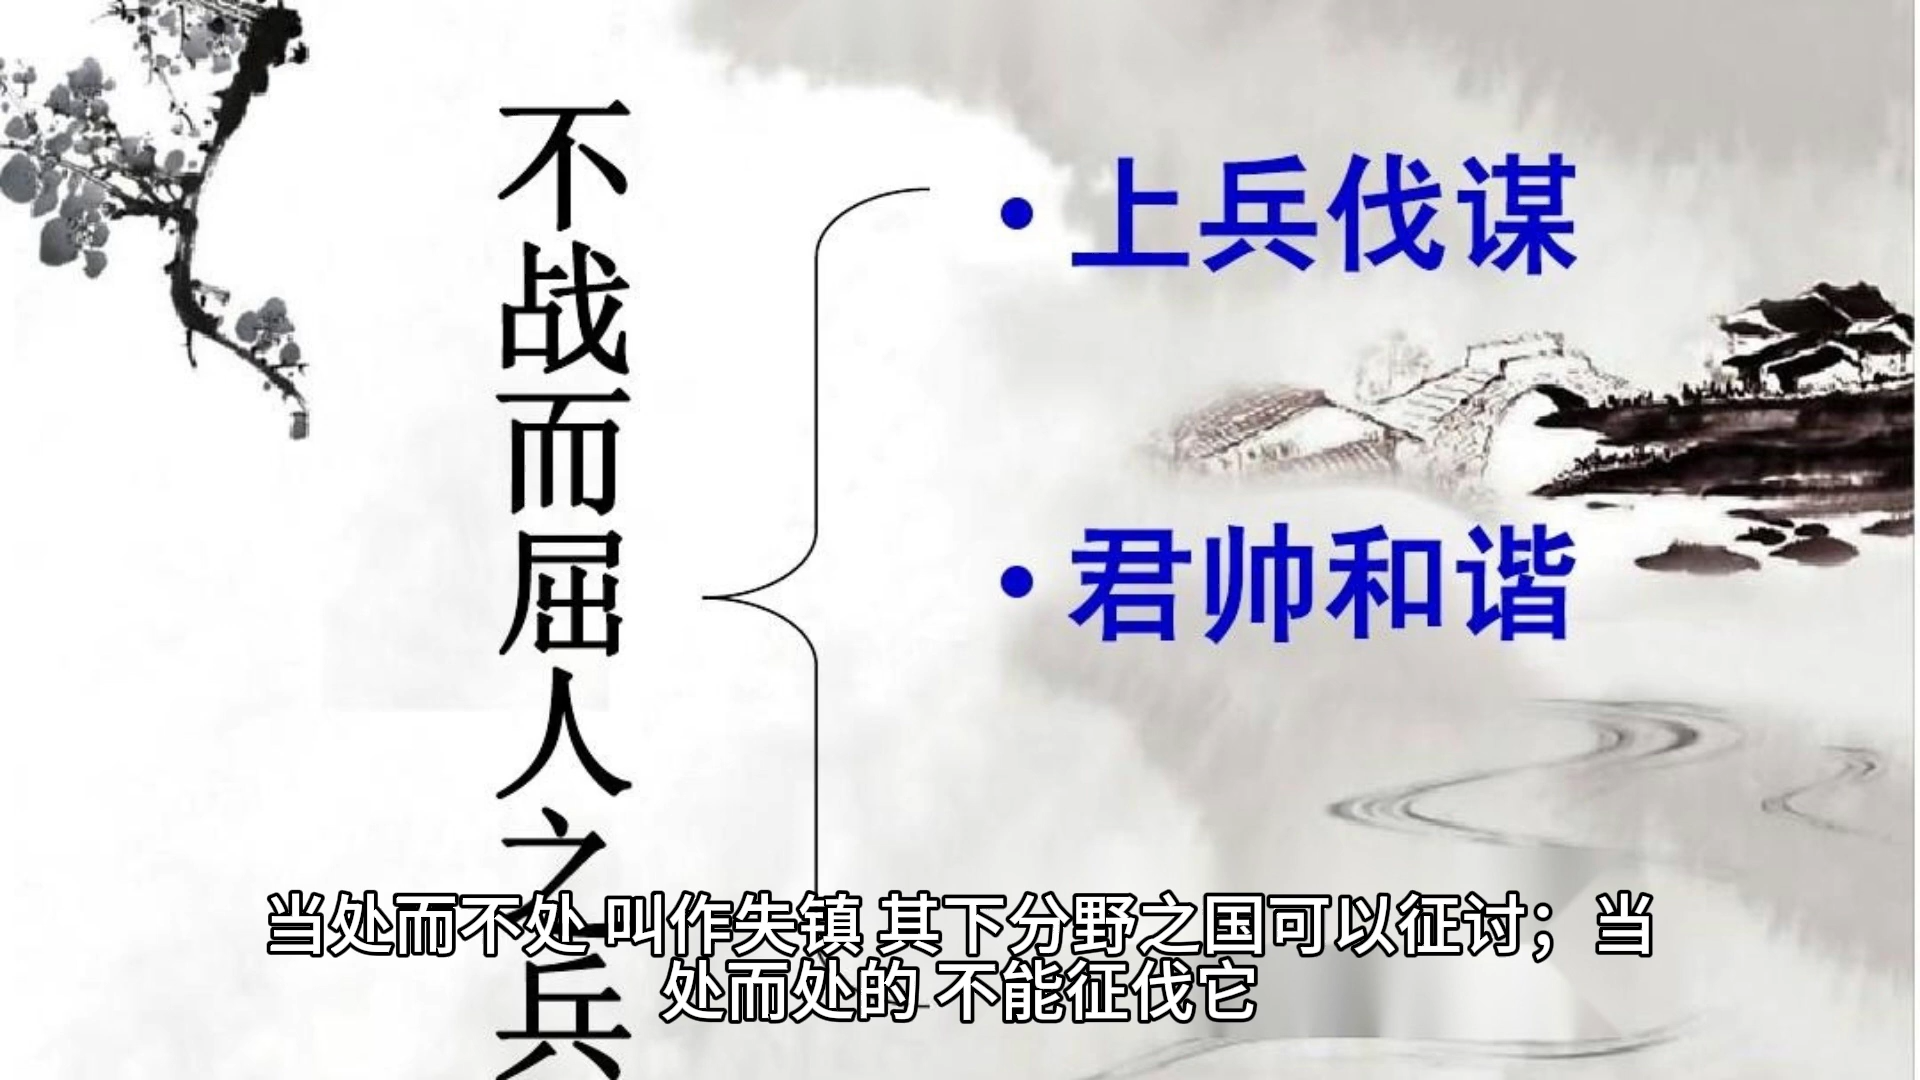 不战而屈人之兵
•上兵伐谋
•君帅和谐
当处而不处 叫作失镇 其下分野之国可以征讨；当
处而处的 不能征伐它